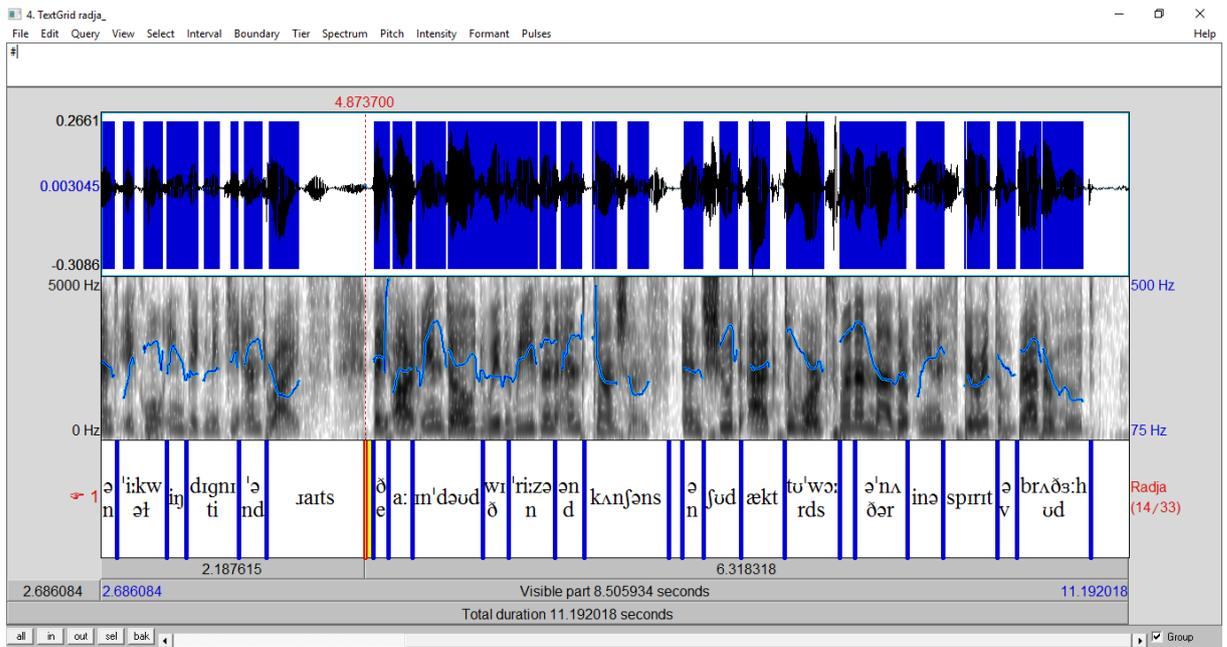 4. TextGrid radja_
File Edit Query View Select Interval Boundary Tier Spectrum Pitch Intensity Formant Pulses Help
#
4.873700
0.2661
0.003045
-0.3086
5000 Hz 500 Hz
0 Hz 75 Hz
ə ˈiːkw iŋ dɪgnɪ ˈə ɹaɪts ð aː ɪnˈdəʊd wɪ ˈriːzə ən kʌnʃəns ə ʃʊd ækt tʊˈwɔː əˈnʌ inə spɪrɪt ə brʌðɜːh
n əɫ ti nd e ð n d n rds ðər v ʊd
☞ 1
Radja
(14/33)
2.187615 6.318318
2.686084 2.686084 Visible part 8.505934 seconds 11.192018
Total duration 11.192018 seconds
all in out sel bak Group